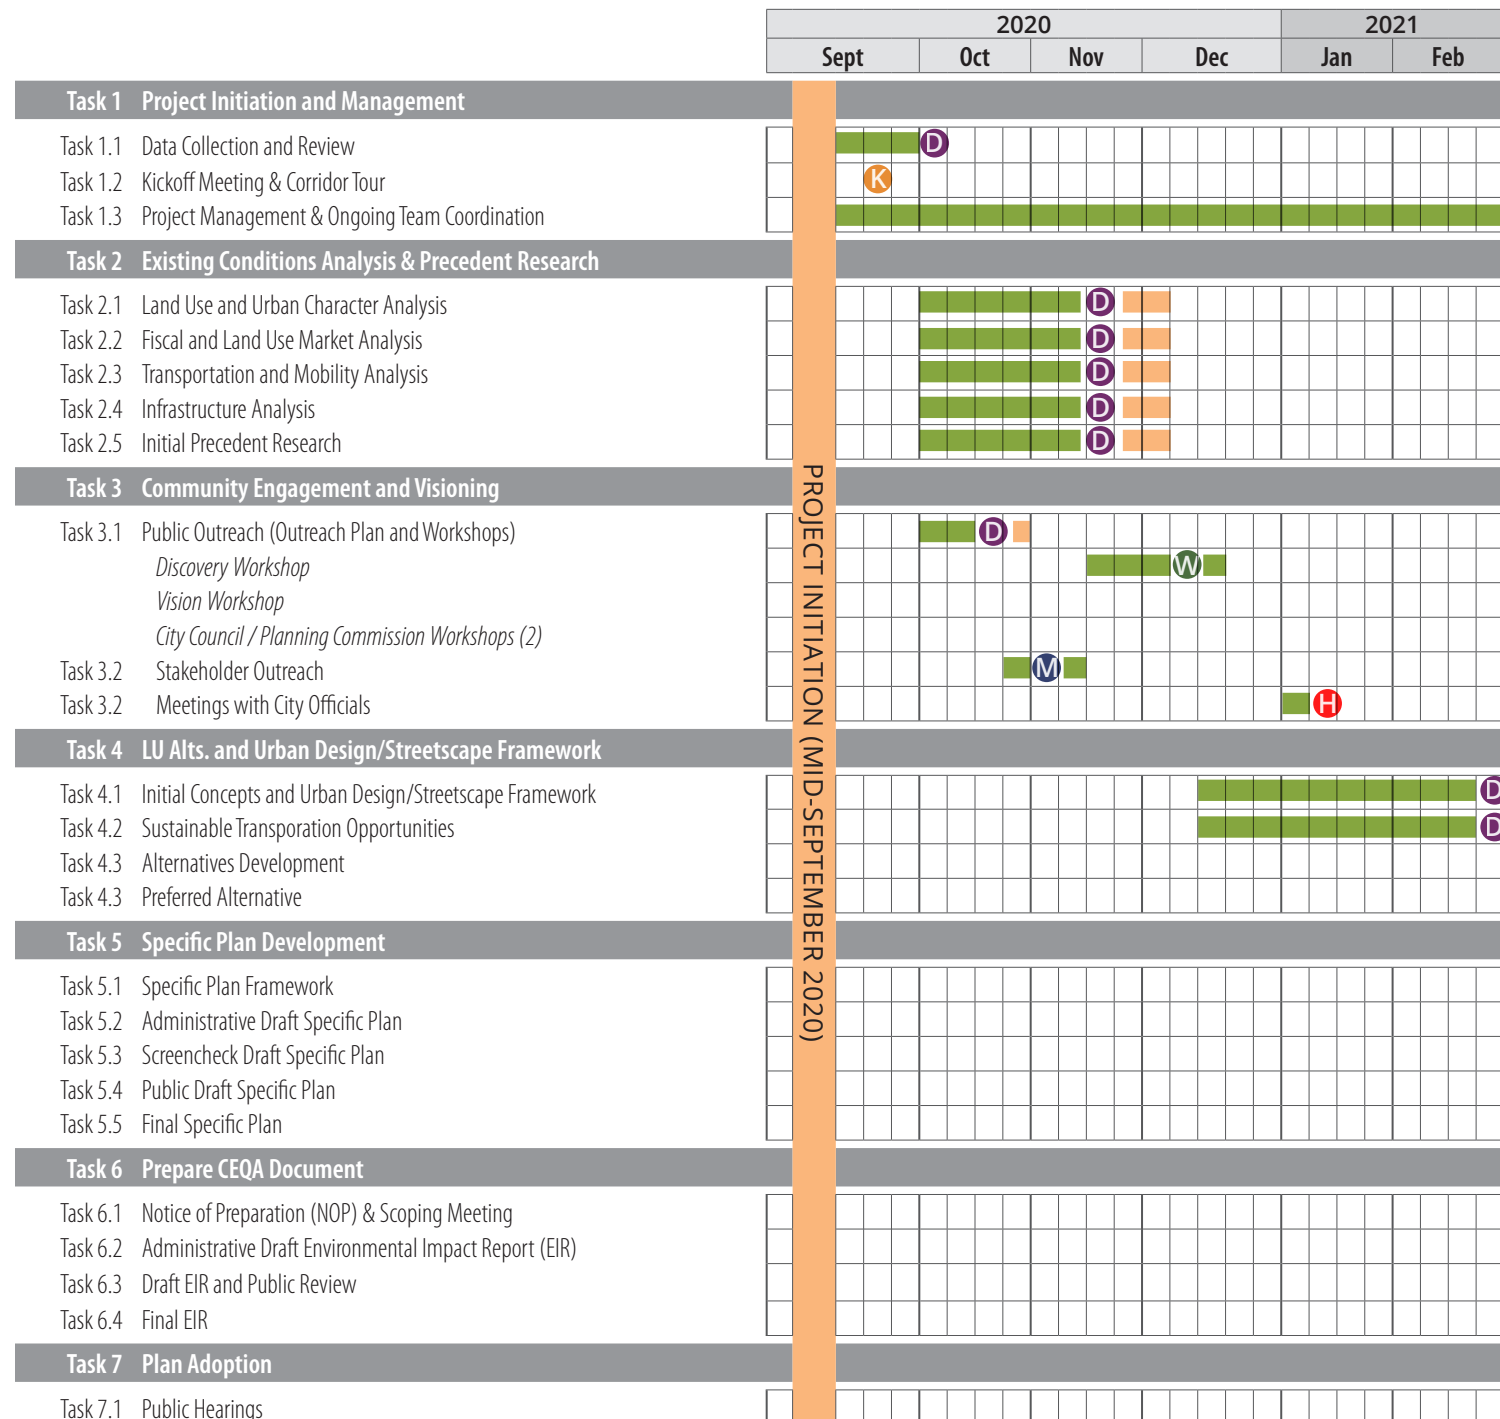 2020 2021
Sept Oct Nov Dec Jan Feb
Task 1 Project Initiation and Management
Task 1.1 Data Collection and Review D
Task 1.2 Kickoff Meeting & Corridor Tour K
Task 1.3 Project Management & Ongoing Team Coordination
Task 2 Existing Conditions Analysis & Precedent Research
Task 2.1 Land Use and Urban Character Analysis D
Task 2.2 Fiscal and Land Use Market Analysis D
Task 2.3 Transportation and Mobility Analysis D
Task 2.4 Infrastructure Analysis D
Task 2.5 Initial Precedent Research D
Task 3 Community Engagement and Visioning
Task 3.1 Public Outreach (Outreach Plan and Workshops) D
Discovery Workshop W
Vision Workshop
City Council / Planning Commission Workshops (2)
Task 3.2 Stakeholder Outreach M
Task 3.2 Meetings with City Officials H
Task 4 LU Alts. and Urban Design/Streetscape Framework
Task 4.1 Initial Concepts and Urban Design/Streetscape Framework D
Task 4.2 Sustainable Transporation Opportunities D
Task 4.3 Alternatives Development
Task 4.3 Preferred Alternative
Task 5 Specific Plan Development
Task 5.1 Specific Plan Framework
Task 5.2 Administrative Draft Specific Plan
Task 5.3 Screencheck Draft Specific Plan
Task 5.4 Public Draft Specific Plan
Task 5.5 Final Specific Plan
Task 6 Prepare CEQA Document
Task 6.1 Notice of Preparation (NOP) & Scoping Meeting
Task 6.2 Administrative Draft Environmental Impact Report (EIR)
Task 6.3 Draft EIR and Public Review
Task 6.4 Final EIR
Task 7 Plan Adoption
Task 7.1 Public Hearings
PROJECT INITIATION (MID-SEPTEMBER 2020)